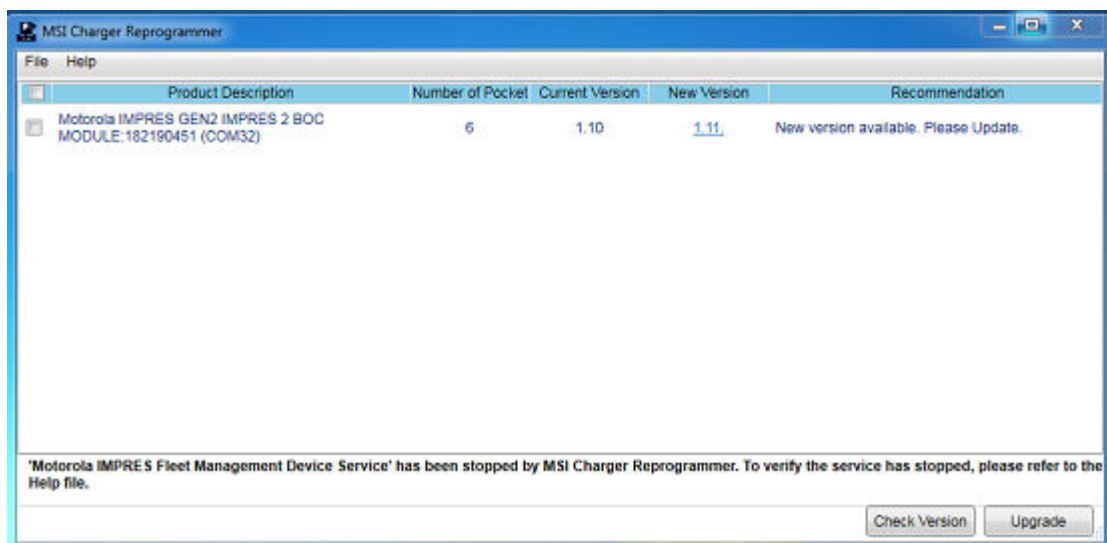 MSI Charger Reprogrammer
File Help
Product Description Number of Pocket Current Version New Version Recommendation
Motorola IMPRES GEN2 IMPRES 2 BOC
MODULE:182190451 (COM32) 6 1.10 1.11. New version available. Please Update.
'Motorola IMPRES Fleet Management Device Service' has been stopped by MSI Charger Reprogrammer. To verify the service has stopped, please refer to the
Help file.
Check Version Upgrade